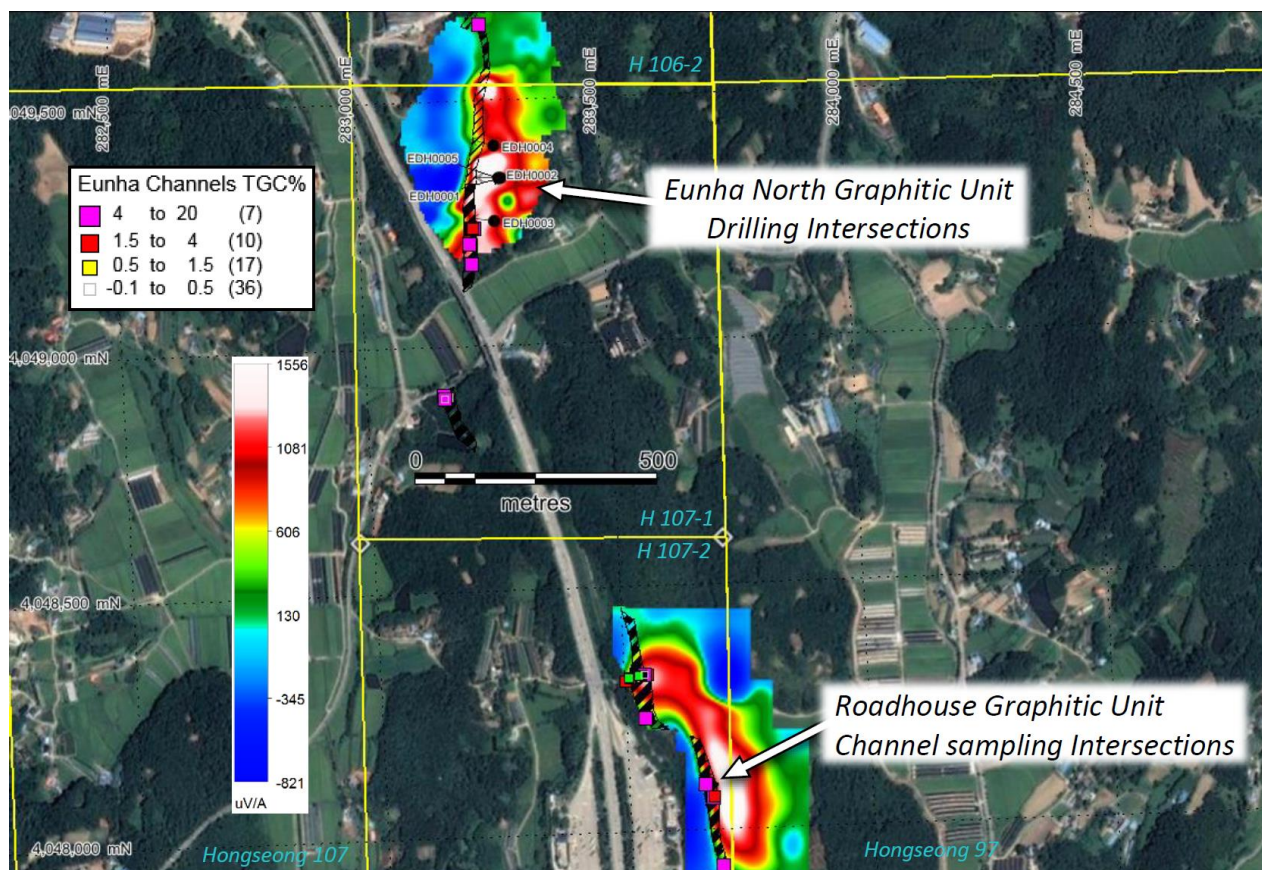 H 106-2
282,500 mE
283,000 mE
283,500 mE
284,000 mE
284,500 mE
4,049,500 mN
EDH0004
EDH0005
EDH0002
EDH0001
EDH0003
Eunha Channels TGC%
4 to 20 (7)
1.5 to 4 (10)
0.5 to 1.5 (17)
-0.1 to 0.5 (36)
Eunha North Graphitic Unit
Drilling Intersections
4,049,000 mN
1556
1081
606
130
-345
-821
uV/A
0 500
metres
H 107-1
H 107-2
4,048,500 mN
Roadhouse Graphitic Unit
Channel sampling Intersections
4,048,000 mN
Hongseong 107
Hongseong 97